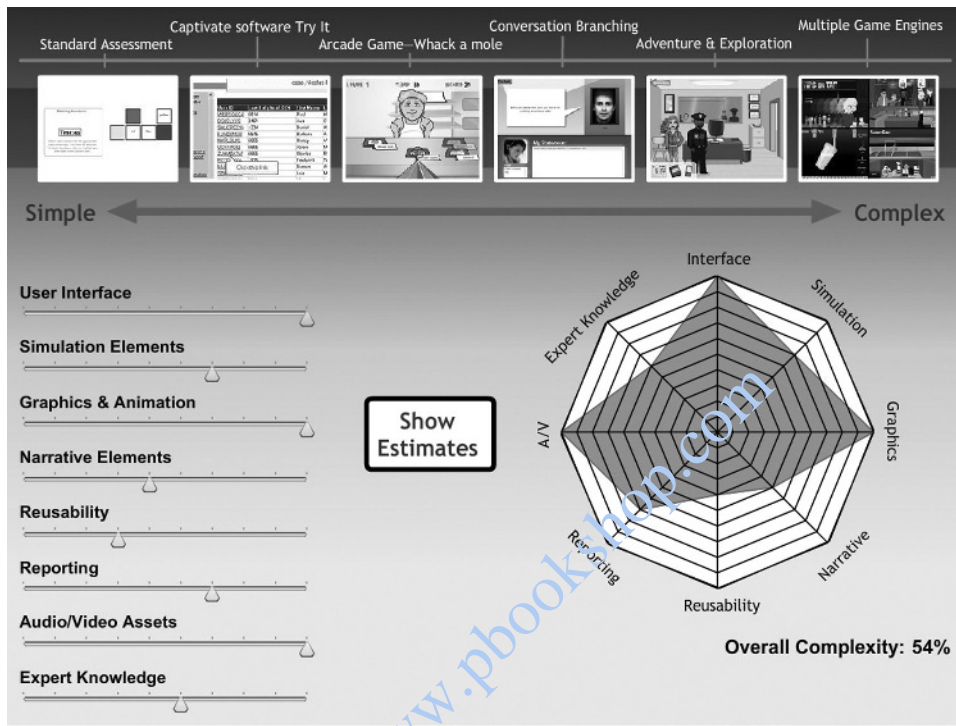 Standard Assessment
Captivate software Try It
Arcade Game—Whack a mole
Conversation Branching
Adventure & Exploration
Multiple Game Engines
Simple
Complex
User Interface
Simulation Elements
Graphics & Animation
Narrative Elements
Reusability
Reporting
Audio/Video Assets
Expert Knowledge
Show
Estimates
Interface
Simulation
Graphics
Narrative
Reusability
Reporting
A/V
Expert Knowledge
Overall Complexity: 54%
www.pbookshop.com